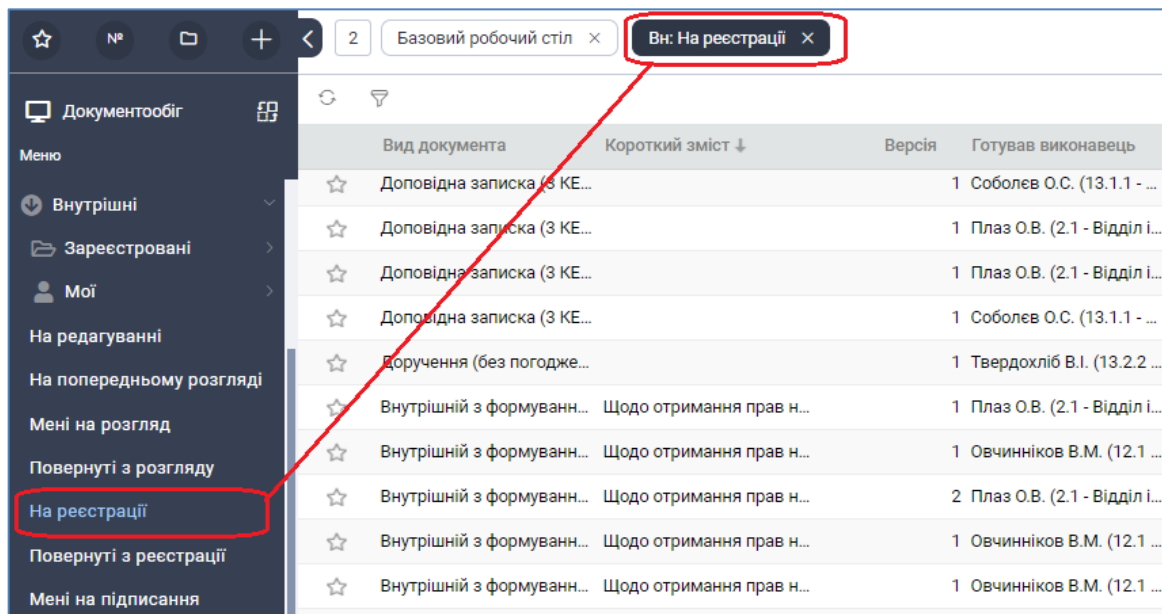 № 2 Базовий робочий стіл × Вн: На реєстрації ×
Документообіг
Меню
Внутрішні
Зареєстровані
Мої
На редагуванні
На попередньому розгляді
Мені на розгляд
Повернуті з розгляду
На реєстрації
Повернуті з реєстрації
Мені на підписання
Вид документа Короткий зміст ↓ Версія Готував виконавець
Доповідна записка (З КЕ... 1 Соболєв О.С. (13.1.1 - ...
Доповідна записка (З КЕ... 1 Плаз О.В. (2.1 - Відділ і...
Доповідна записка (З КЕ... 1 Плаз О.В. (2.1 - Відділ і...
Доповідна записка (З КЕ... 1 Соболєв О.С. (13.1.1 - ...
Доручення (без погодже... 1 Твердохліб В.І. (13.2.2 ...
Внутрішній з формуванн... Щодо отримання прав н... 1 Плаз О.В. (2.1 - Відділ і...
Внутрішній з формуванн... Щодо отримання прав н... 1 Овчинніков В.М. (12.1 ...
Внутрішній з формуванн... Щодо отримання прав н... 2 Плаз О.В. (2.1 - Відділ і...
Внутрішній з формуванн... Щодо отримання прав н... 1 Овчинніков В.М. (12.1 ...
Внутрішній з формуванн... Щодо отримання прав н... 1 Овчинніков В.М. (12.1 ...